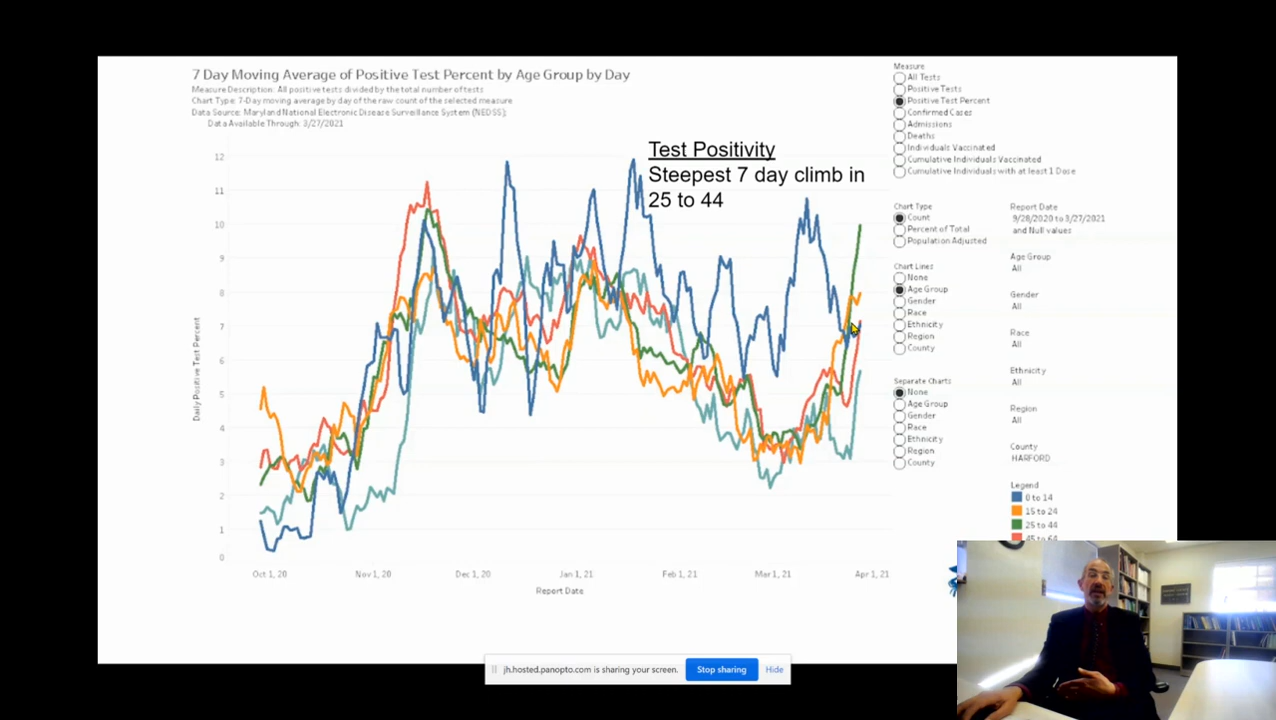 7 Day Moving Average of Positive Test Percent by Age Group by Day
Measure Description: All positive tests divided by the total number of tests
Chart Type: 7-Day moving average by day of the raw count of the selected measure
Data Source: Maryland National Electronic Disease Surveillance System (NEDSS);
Data Available Through: 3/27/2021
Test Positivity
Steepest 7 day climb in
25 to 44
12
11
10
9
8
7
6
5
4
3
2
1
0
Daily Positive Test Percent
Oct 1, 20
Nov 1, 20
Dec 1, 20
Jan 1, 21
Feb 1, 21
Mar 1, 21
Apr 1, 21
Report Date
Measure
All Tests
Positive Tests
Positive Test Percent
Confirmed Cases
Admissions
Deaths
Individuals Vaccinated
Cumulative Individuals Vaccinated
Cumulative Individuals with at least 1 Dose
Chart Type
Count
Percent of Total
Population Adjusted
Chart Lines
None
Age Group
Gender
Race
Ethnicity
Region
County
Separate Charts
None
Age Group
Gender
Race
Ethnicity
Region
County
Report Date
9/28/2020 to 3/27/2021
and Null values
Age Group
All
Gender
All
Race
All
Ethnicity
All
Region
All
County
HARFORD
Legend
0 to 14
15 to 24
25 to 44
45 to 64
jh.hosted.panopto.com is sharing your screen.
Stop sharing
Hide